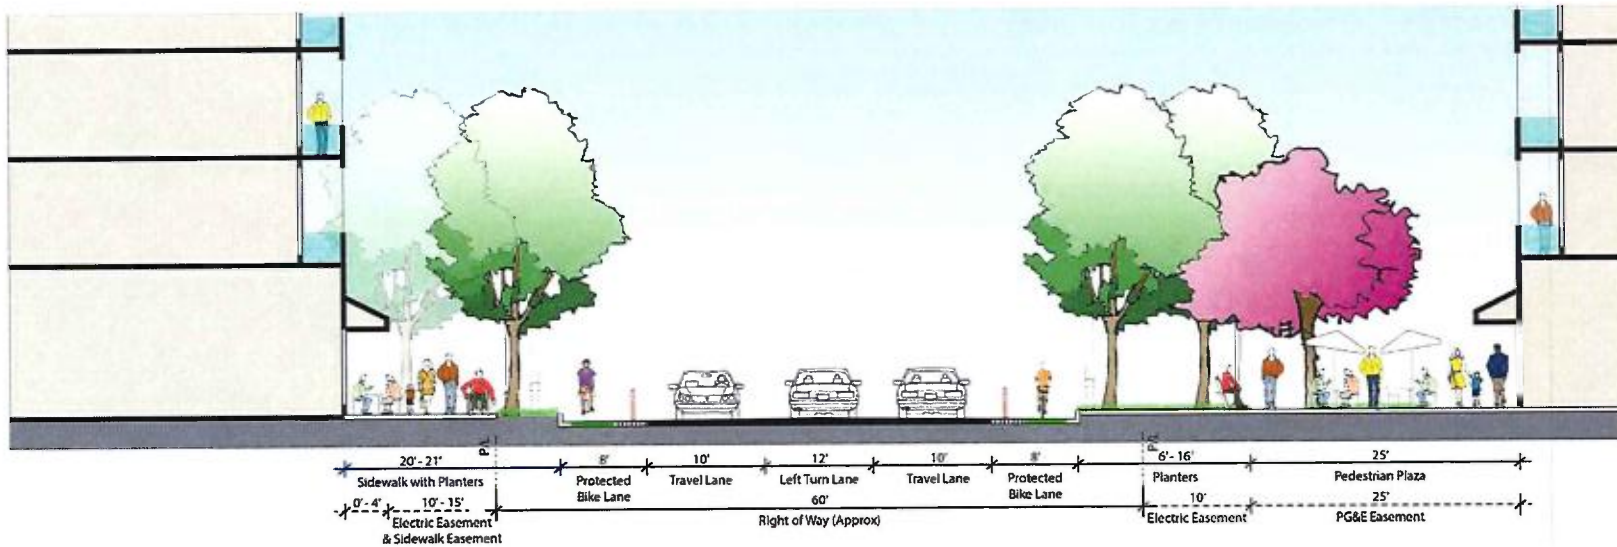 P/L
P/L
20' - 21'
8'
10'
12'
10'
8'
6' - 16'
25'
Sidewalk with Planters
Protected
Bike Lane
Travel Lane
Left Turn Lane
Travel Lane
Protected
Bike Lane
Planters
Pedestrian Plaza
0' - 4'
10' - 15'
60'
10'
25'
Electric Easement
& Sidewalk Easement
Right of Way (Approx)
Electric Easement
PG&E Easement